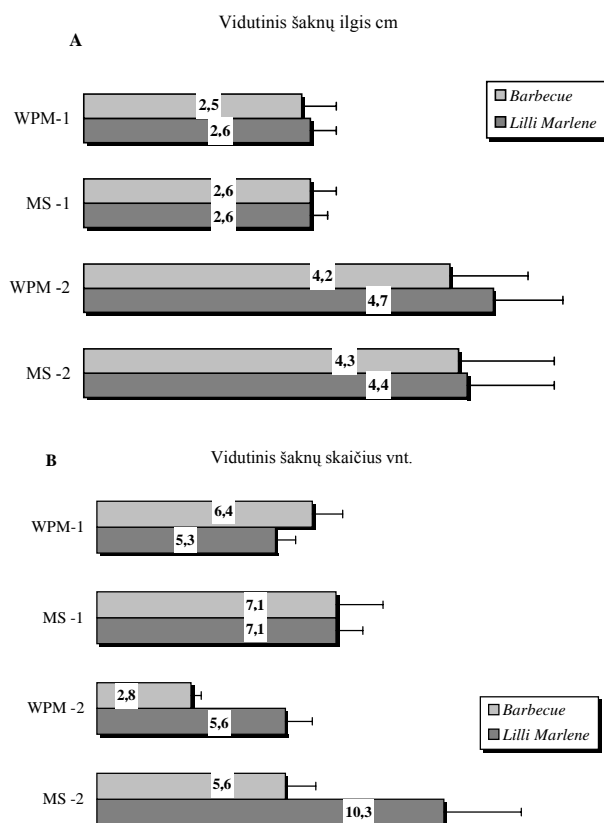 Vidutinis šaknų ilgis cm
A
Barbecue
Lilli Marlene
WPM-1
2,5
2,6
MS -1
2,6
2,6
WPM -2
4,2
4,7
MS -2
4,3
4,4
B
Vidutinis šaknų skaičius vnt.
WPM-1
6,4
5,3
MS -1
7,1
7,1
WPM -2
2,8
5,6
Barbecue
Lilli Marlene
MS -2
5,6
10,3